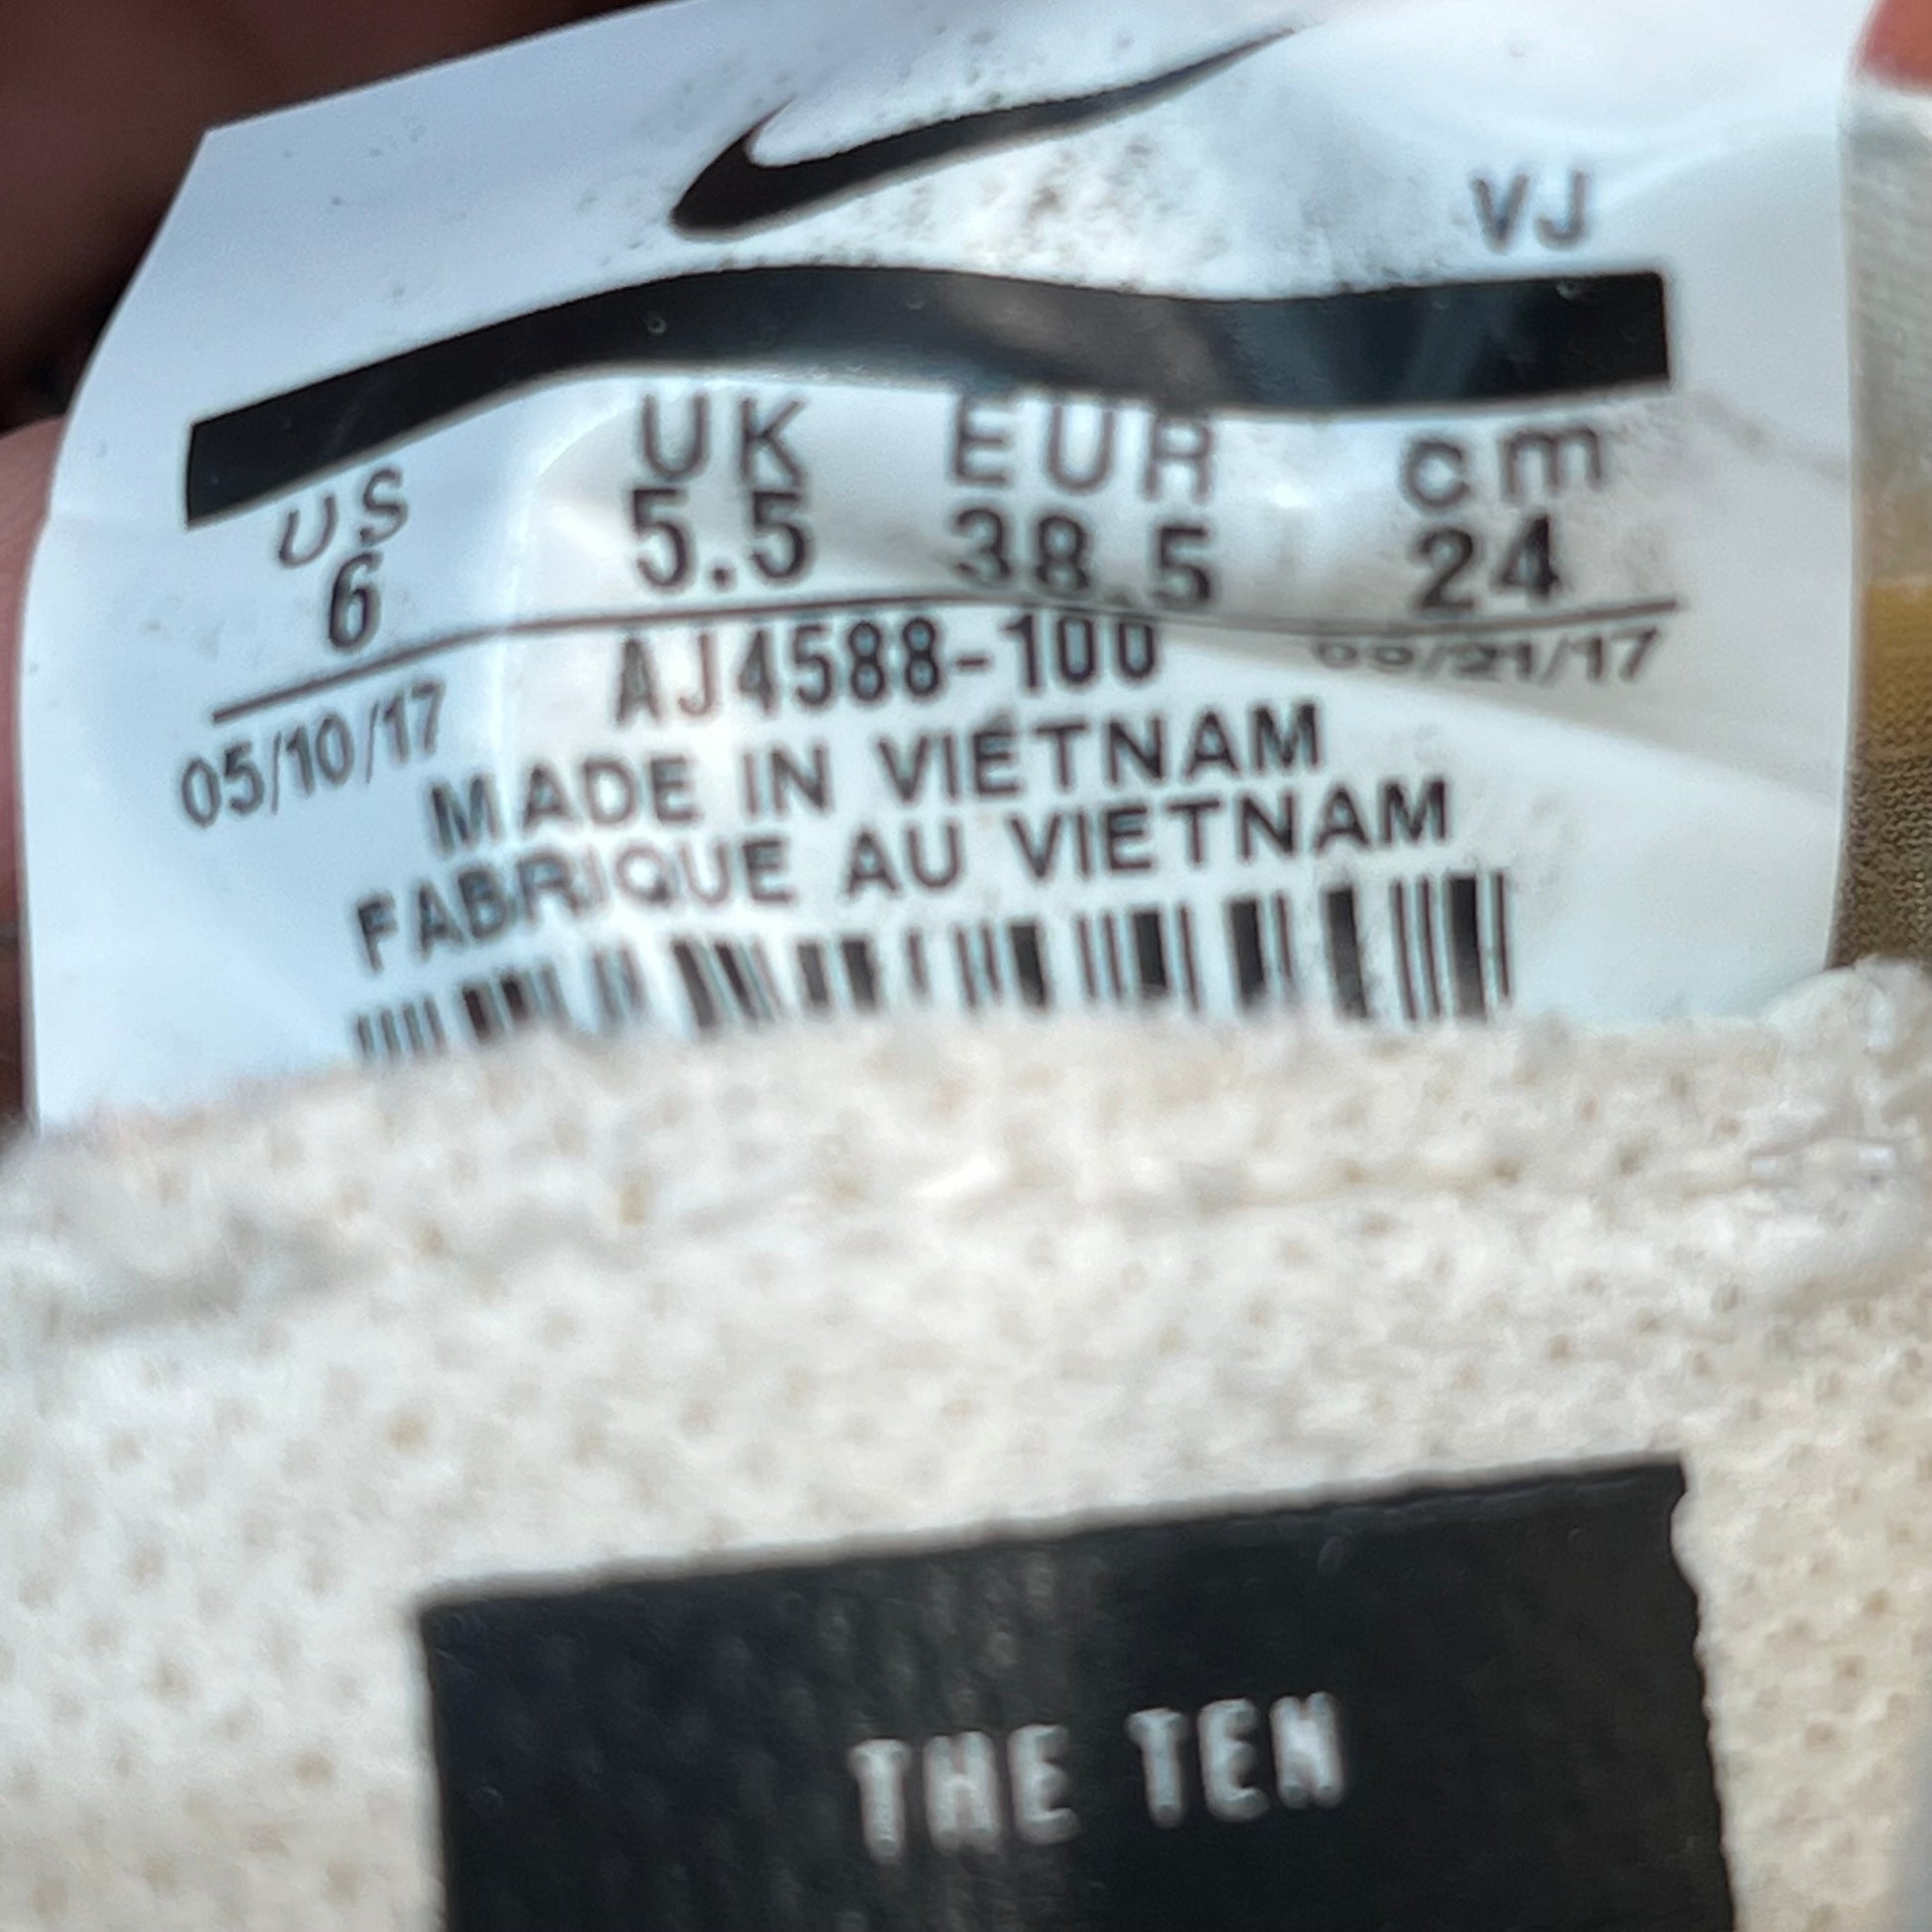 VJ
US UK EUR cm
6 5.5 38.5 24
05/10/17 AJ4588-100
MADE IN VIETNAM
FABRIQUE AU VIETNAM
THE TEN